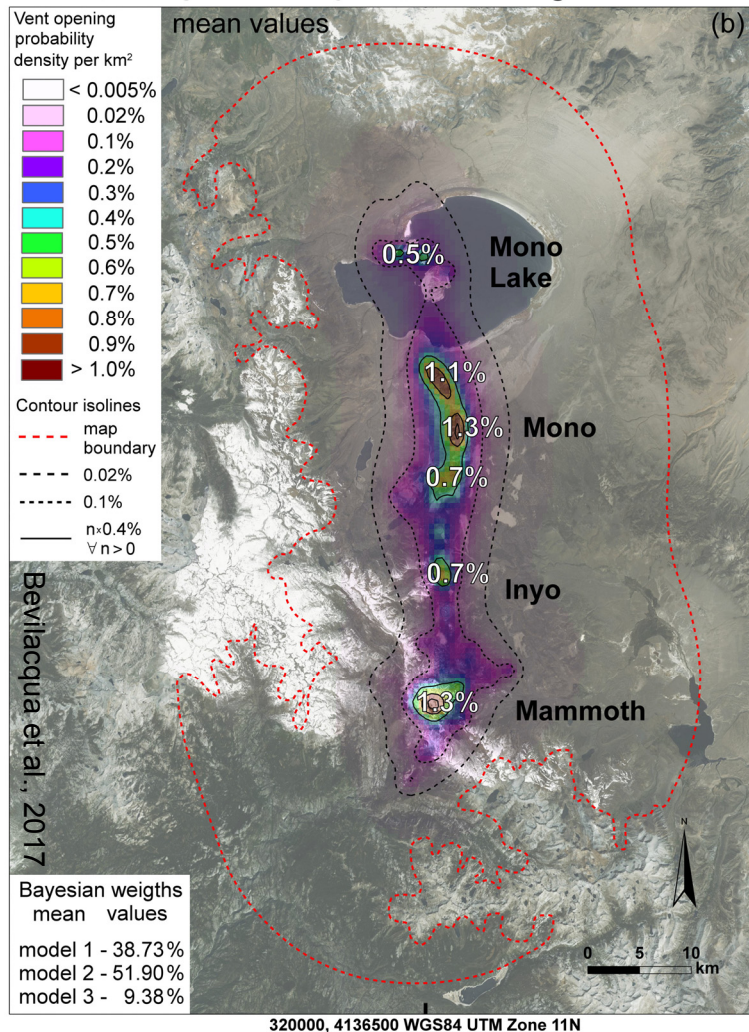 Vent opening
probability
density per km²
< 0.005%
0.02%
0.1%
0.2%
0.3%
0.4%
0.5%
0.6%
0.7%
0.8%
0.9%
> 1.0%
Contour isolines
map
boundary
0.02%
0.1%
n×0.4%
∀ n > 0
mean values
(b)
0.5%
Mono
Lake
1.1%
1.3%
Mono
0.7%
0.7%
Inyo
1.3%
Mammoth
Bevilacqua et al., 2017
Bayesian weigths
mean values
model 1 - 38.73%
model 2 - 51.90%
model 3 - 9.38%
N
0 5 10
km
320000, 4136500 WGS84 UTM Zone 11N